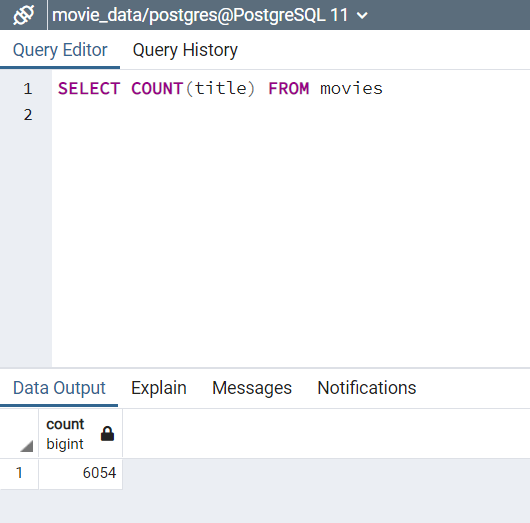 movie_data/postgres@PostgreSQL 11
Query Editor Query History
1 SELECT COUNT(title) FROM movies
2
Data Output Explain Messages Notifications
count
bigint
1 6054